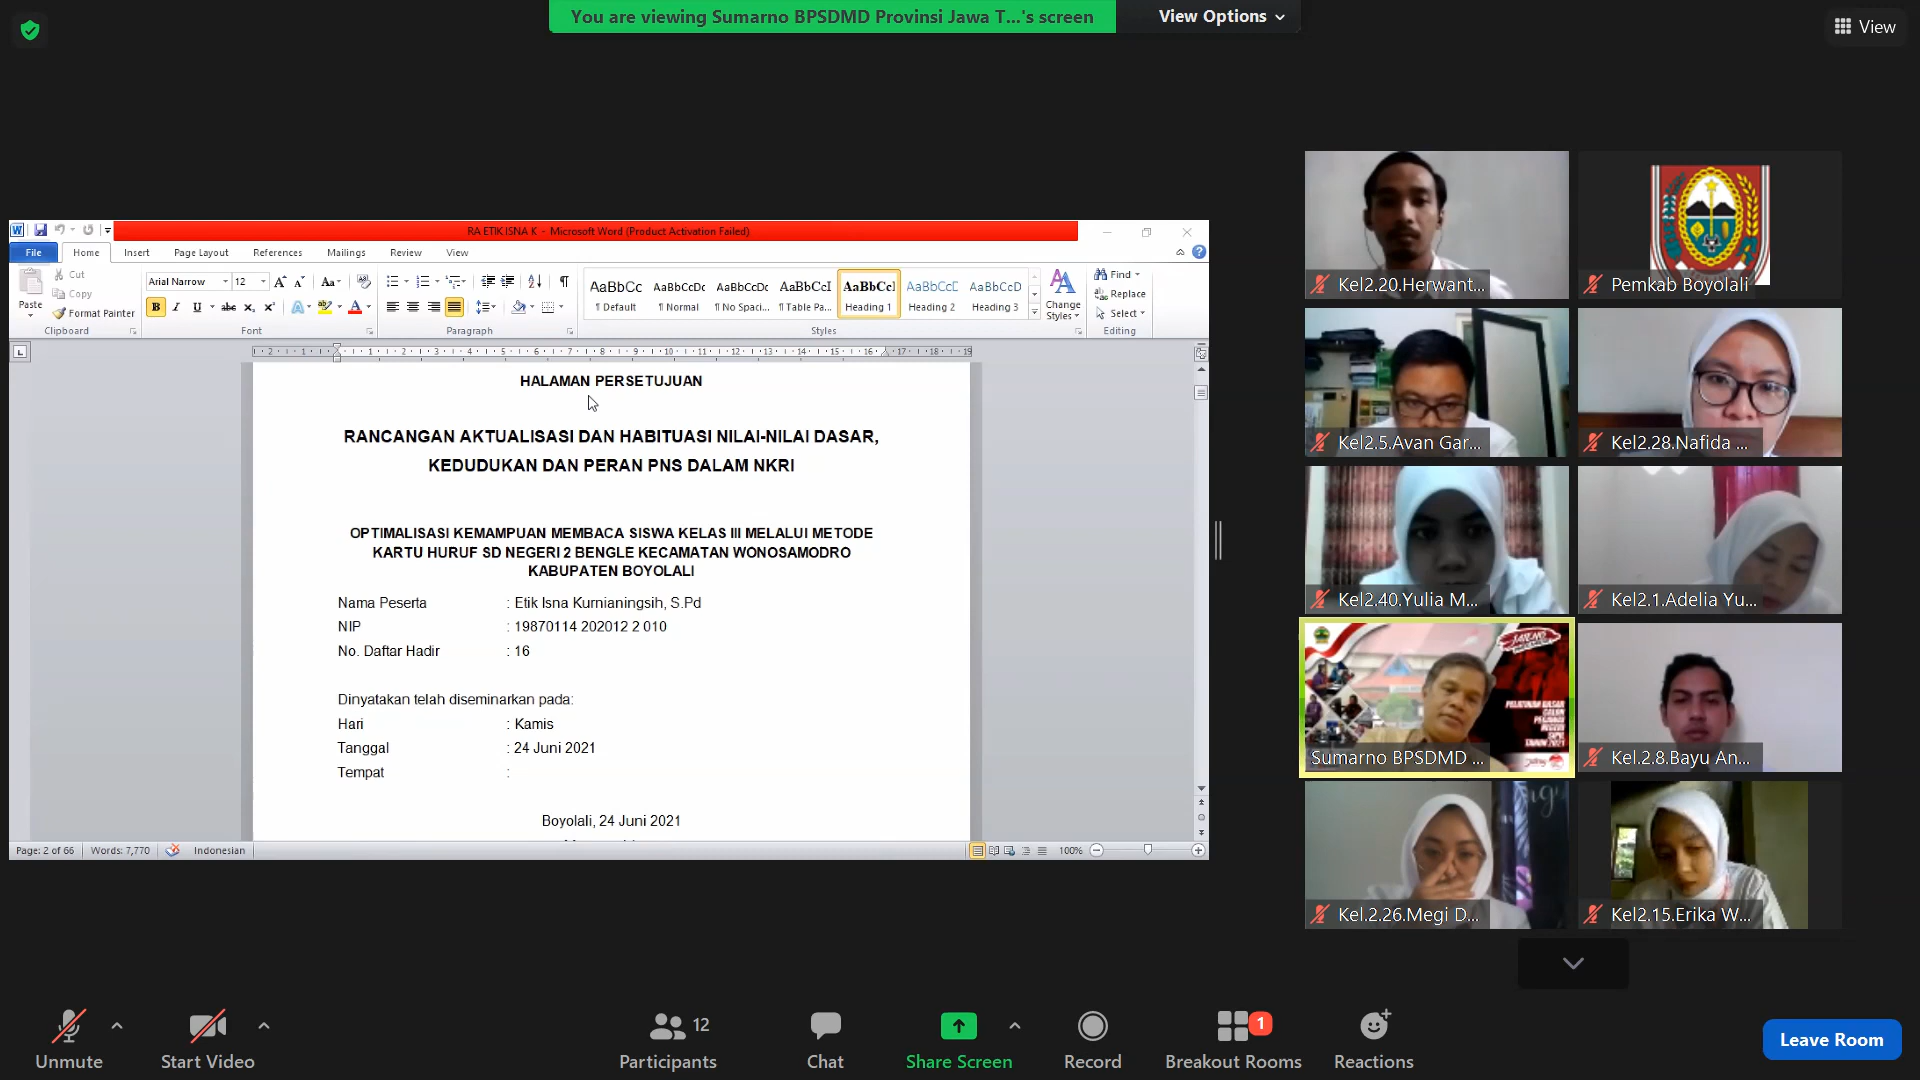 You are viewing Sumarno BPSDMD Provinsi Jawa T...'s screen
View Options
View
RA ETIK ISNA K - Microsoft Word (Product Activation Failed)
File Home Insert Page Layout References Mailings Review View
Paste
Cut
Copy
Format Painter
Clipboard
Arial Narrow 12
Font
Paragraph
AaBbCc AaBbCcDc AaBbCcDc AaBbCcI AaBbCcI AaBbCcE AaBbCcD
¶ Default ¶ Normal ¶ No Spaci... ¶ Table Pa... Heading 1 Heading 2 Heading 3
Styles
Change Styles
Find
Replace
Select
Editing
HALAMAN PERSETUJUAN
RANCANGAN AKTUALISASI DAN HABITUASI NILAI-NILAI DASAR,
KEDUDUKAN DAN PERAN PNS DALAM NKRI
OPTIMALISASI KEMAMPUAN MEMBACA SISWA KELAS III MELALUI METODE
KARTU HURUF SD NEGERI 2 BENGLE KECAMATAN WONOSAMODRO
KABUPATEN BOYOLALI
Nama Peserta : Etik Isna Kurnianingsih, S.Pd
NIP : 19870114 202012 2 010
No. Daftar Hadir : 16
Dinyatakan telah diseminarkan pada:
Hari : Kamis
Tanggal : 24 Juni 2021
Tempat :
Boyolali, 24 Juni 2021
Page: 2 of 66 Words: 7,770 Indonesian 100%
Kel2.20.Herwant...
Pemkab Boyolali
Kel2.5.Avan Gar...
Kel2.28.Nafida ...
Kel2.40.Yulia M...
Kel2.1.Adelia Yu...
JATENG
PELATIHAN DASAR
CALON
PEGAWAI
NEGERI
SIPIL
TAHUN 2021
Sumarno BPSDMD ...
Kel.2.8.Bayu An...
Kel.2.26.Megi D...
Kel2.15.Erika W...
Unmute
Start Video
Participants 12
Chat
Share Screen
Record
Breakout Rooms 1
Reactions
Leave Room